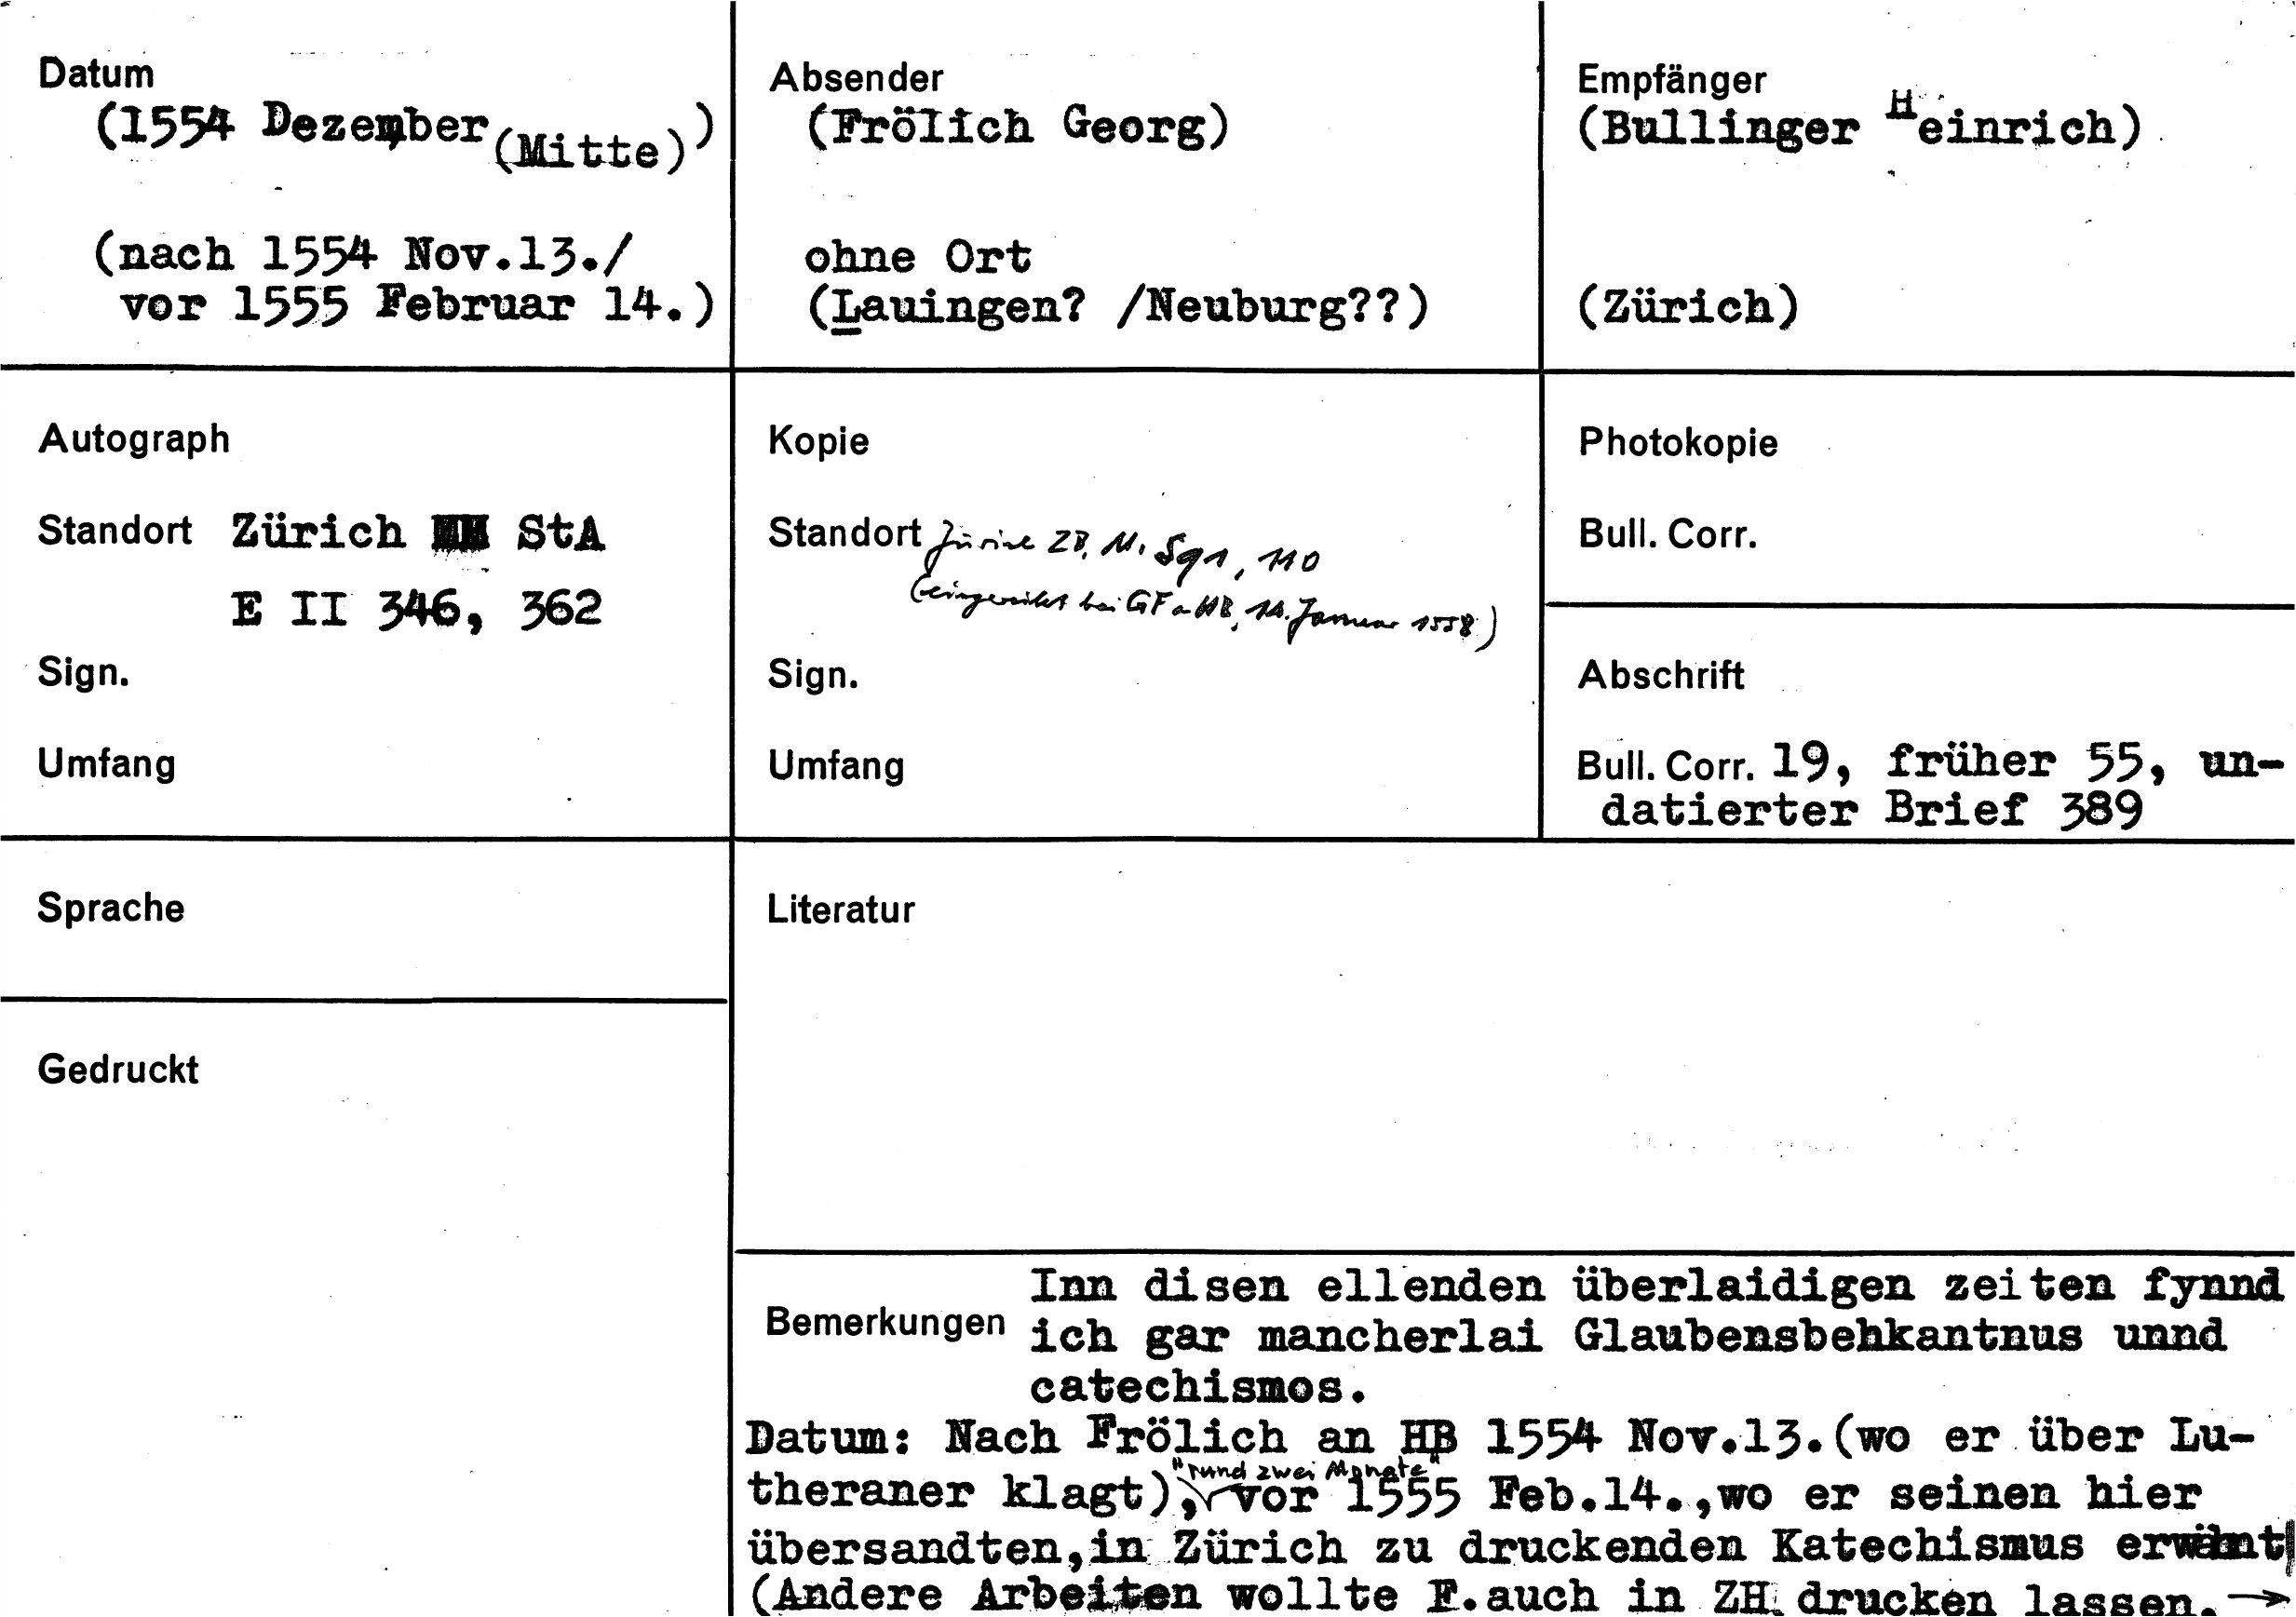 Datum
(1554 Dezember (Mitte))
(nach 1554 Nov.13./
vor 1555 Februar 14.)
Absender
(Frölich Georg)
ohne Ort
(Lauingen? /Neuburg??)
Empfänger
(Bullinger Heinrich)
(Zürich)
Autograph
Standort Zürich StA
E II 346, 362
Sign.
Umfang
Kopie
Standort Zürich ZB, Ms S 91, 110
(eingereiht bei GF an HB, 14. Januar 1558)
Sign.
Umfang
Photokopie
Bull. Corr.
Abschrift
Bull. Corr. 19, früher 55, un-
datierter Brief 389
Sprache
Gedruckt
Literatur
Bemerkungen
Inn disen ellenden überlaidigen zeiten fynnd
ich gar mancherlai Glaubensbehkantnus unnd
catechismos.
Datum: Nach Frölich an HB 1554 Nov.13.(wo er über Lu-
"rund zwei Monate"
theraner klagt), vor 1555 Feb.14.,wo er seinen hier
übersandten,in Zürich zu druckenden Katechismus erwähnt
(Andere Arbeiten wollte F.auch in ZH drucken lassen. →